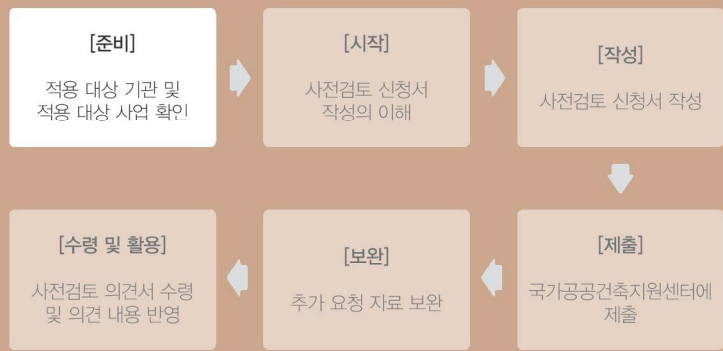 [준비]
적용 대상 기관 및
적용 대상 사업 확인
[시작]
사전검토 신청서
작성의 이해
[작성]
사전검토 신청서 작성
[제출]
국가공공건축지원센터에
제출
[보완]
추가 요청 자료 보완
[수령 및 활용]
사전검토 의견서 수령
및 의견 내용 반영